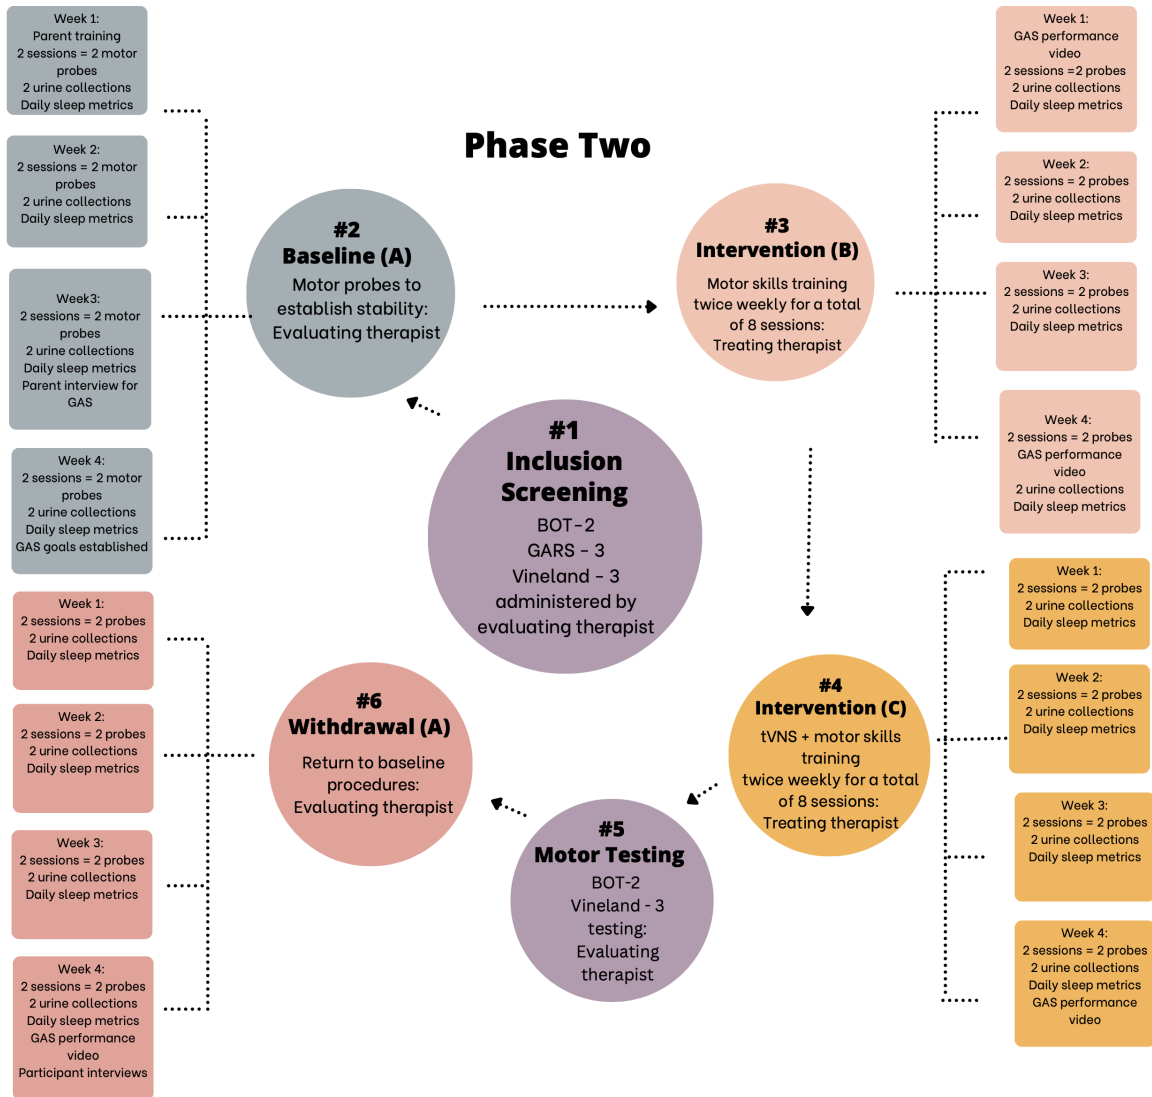 Phase Two
#1
Inclusion
Screening
BOT-2
GARS - 3
Vineland - 3
administered by
evaluating therapist
#2
Baseline (A)
Motor probes to
establish stability:
Evaluating therapist
Week 1:
Parent training
2 sessions = 2 motor
probes
2 urine collections
Daily sleep metrics
Week 2:
2 sessions = 2 motor
probes
2 urine collections
Daily sleep metrics
Week3:
2 sessions = 2 motor
probes
2 urine collections
Daily sleep metrics
Parent interview for
GAS
Week 4:
2 sessions = 2 motor
probes
2 urine collections
Daily sleep metrics
GAS goals established
#3
Intervention (B)
Motor skills training
twice weekly for a total
of 8 sessions:
Treating therapist
Week 1:
GAS performance
video
2 sessions =2 probes
2 urine collections
Daily sleep metrics
Week 2:
2 sessions = 2 probes
2 urine collections
Daily sleep metrics
Week 3:
2 sessions = 2 probes
2 urine collections
Daily sleep metrics
Week 4:
2 sessions = 2 probes
GAS performance
video
2 urine collections
Daily sleep metrics
#4
Intervention (C)
tVNS + motor skills
training
twice weekly for a total
of 8 sessions:
Treating therapist
Week 1:
2 sessions = 2 probes
2 urine collections
Daily sleep metrics
Week 2:
2 sessions = 2 probes
2 urine collections
Daily sleep metrics
Week 3:
2 sessions = 2 probes
2 urine collections
Daily sleep metrics
Week 4:
2 sessions = 2 probes
2 urine collections
Daily sleep metrics
GAS performance
video
#5
Motor Testing
BOT-2
Vineland - 3
testing:
Evaluating
therapist
#6
Withdrawal (A)
Return to baseline
procedures:
Evaluating therapist
Week 1:
2 sessions = 2 probes
2 urine collections
Daily sleep metrics
Week 2:
2 sessions = 2 probes
2 urine collections
Daily sleep metrics
Week 3:
2 sessions = 2 probes
2 urine collections
Daily sleep metrics
Week 4:
2 sessions = 2 probes
2 urine collections
Daily sleep metrics
GAS performance
video
Participant interviews